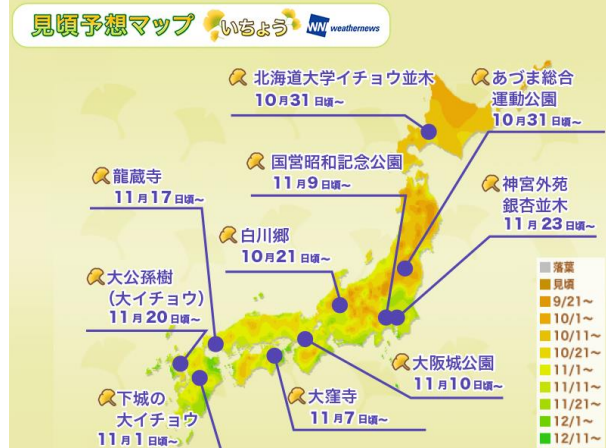 見頃予想マップ いちょう WNI weathernews
北海道大学イチョウ並木
10月31日頃～
あづま総合
運動公園
10月31日頃～
国営昭和記念公園
11月9日頃～
龍蔵寺
11月17日頃～
神宮外苑
銀杏並木
11月23日頃～
白川郷
10月21日頃～
大公孫樹
（大イチョウ）
11月20日頃～
大阪城公園
11月10日頃～
下城の
大イチョウ
11月1日頃～
大窪寺
11月7日頃～
落葉
見頃
9/21～
10/1～
10/11～
10/21～
11/1～
11/11～
11/21～
12/1～
12/11～